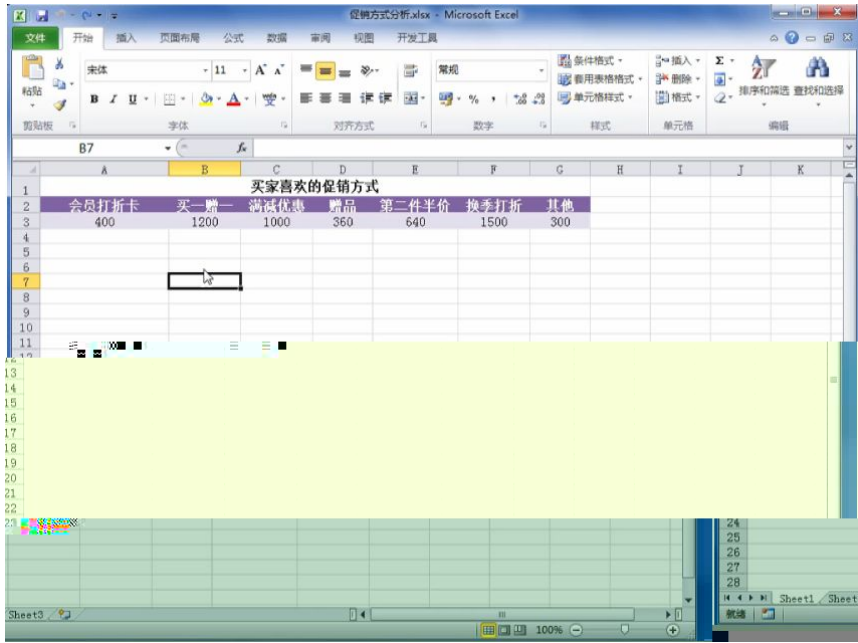 促销方式分析.xlsx - Microsoft Excel
文件 开始 插入 页面布局 公式 数据 审阅 视图 开发工具
宋体 11 A A 常规 条件格式 插入 Σ
粘贴 套用表格格式 删除 排序和筛选 查找和选择
B I U A 变 % , 单元格样式 格式
剪贴板 字体 对齐方式 数字 样式 单元格 编辑
B7 fx
A B C D E F G H I J K
1 买家喜欢的促销方式
2 会员打折卡 买一赠一 满减优惠 赠品 第二件半价 换季打折 其他
3 400 1200 1000 360 640 1500 300
4
5
6
7
8
9
10
11
12
13
14
15
16
17
18
19
20
21
22
23
24
25
26
27
28
Sheet3 Sheet1 Sheet
就绪
100%